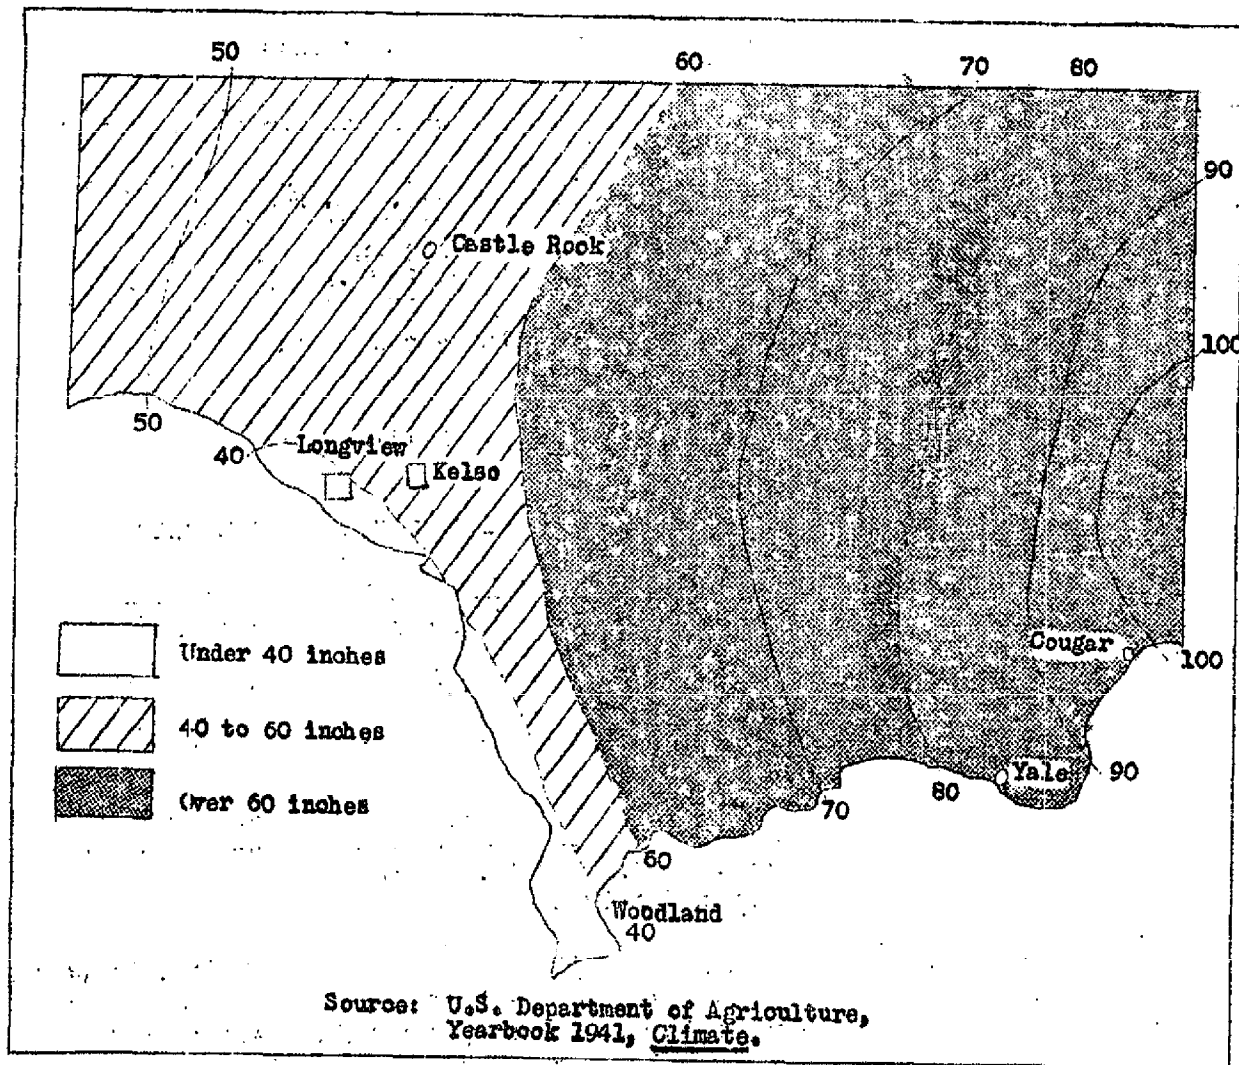 50
60
70
80
90
Castle Rock
100
50
40
Longview
Kelso
Under 40 inches
Cougar
100
40 to 60 inches
Over 60 inches
Yale
90
80
70
60
Woodland
40
Source: U.S. Department of Agriculture,
Yearbook 1941, Climate.